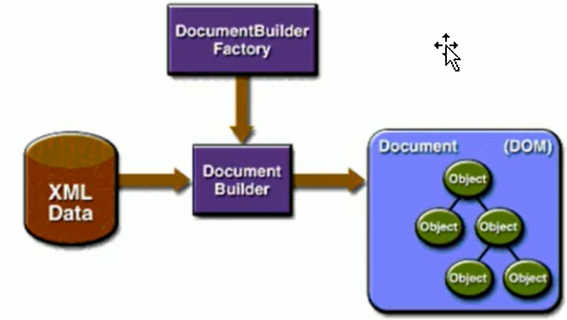 DocumentBuilder
Factory
XML
Data
Document
Builder
Document (DOM)
Object
Object
Object
Object
Object